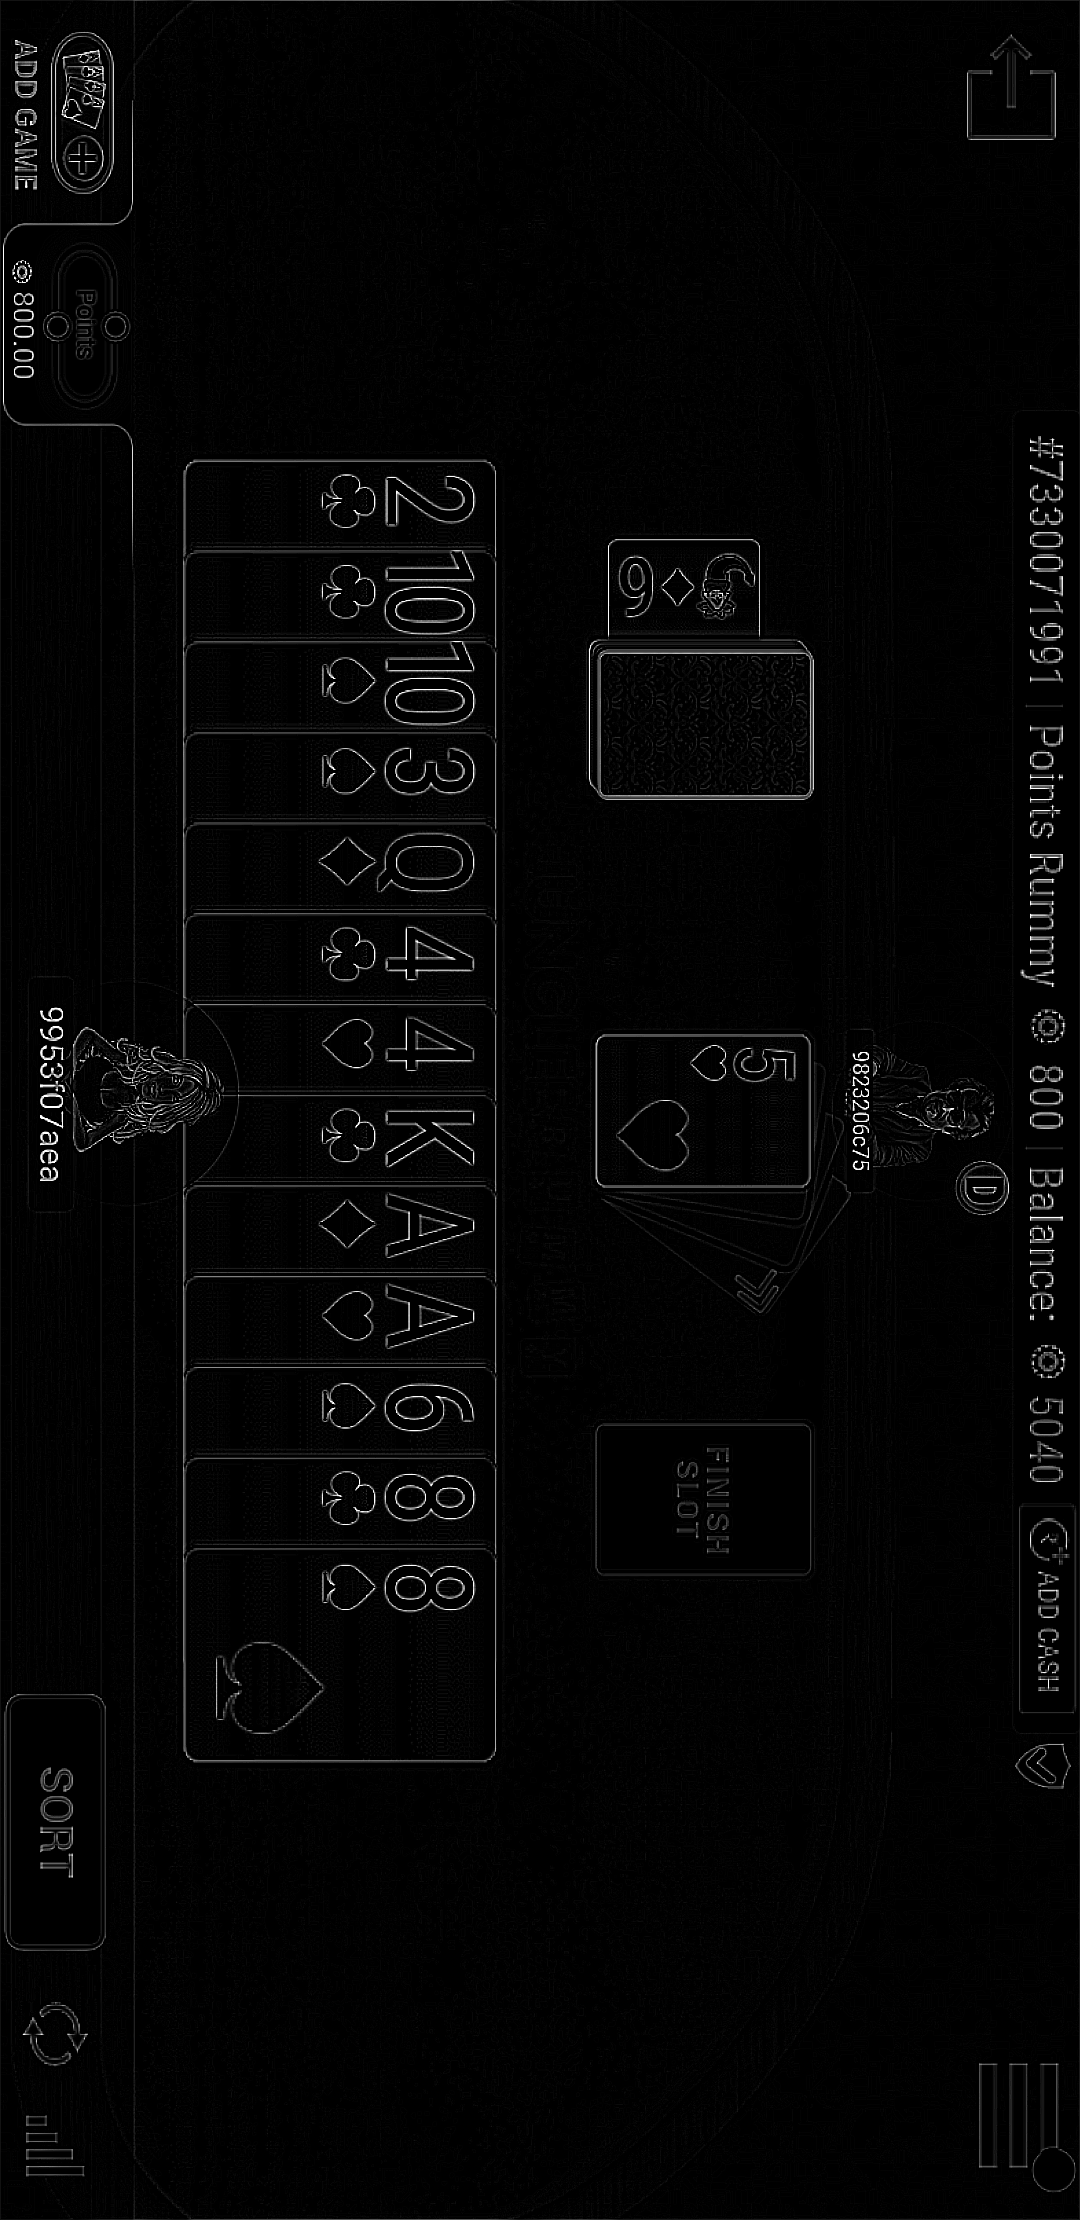 #7330071991 | Points Rummy 800 | Balance: 5040
ADD CASH
9823206c75
D
9
5
FINISH
SLOT
2 10 10 3 Q 4 4 K A A 6 8 8
9953f07aea
ADD GAME
Points
800.00
SORT